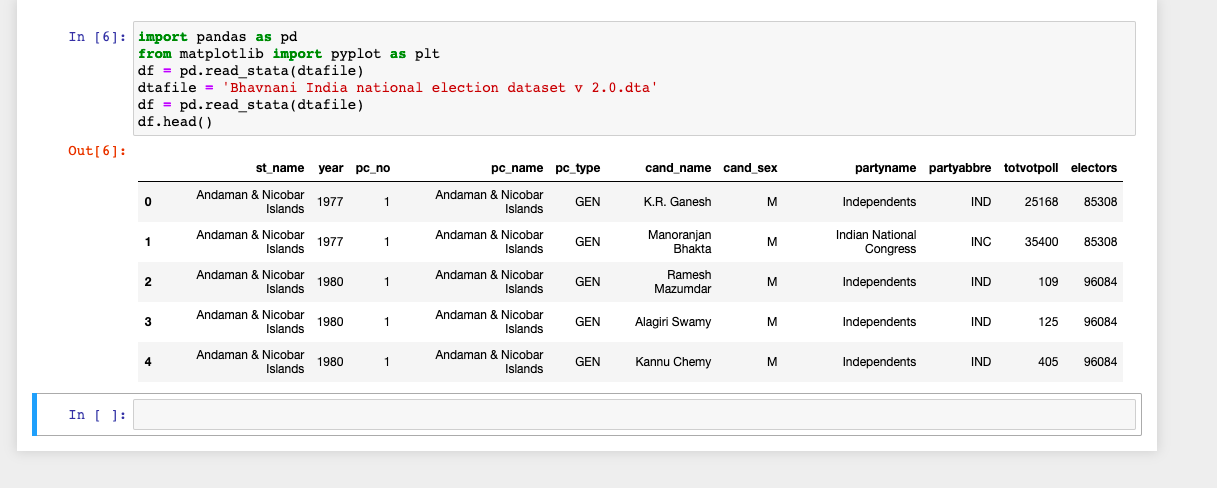 In [6]: import pandas as pd
from matplotlib import pyplot as plt
df = pd.read_stata(dtafile)
dtafile = 'Bhavnani India national election dataset v 2.0.dta'
df = pd.read_stata(dtafile)
df.head()
Out[6]:
st_name year pc_no pc_name pc_type cand_name cand_sex partyname partyabbre totvotpoll electors
0 Andaman & Nicobar Islands 1977 1 Andaman & Nicobar Islands GEN K.R. Ganesh M Independents IND 25168 85308
1 Andaman & Nicobar Islands 1977 1 Andaman & Nicobar Islands GEN Manoranjan Bhakta M Indian National Congress INC 35400 85308
2 Andaman & Nicobar Islands 1980 1 Andaman & Nicobar Islands GEN Ramesh Mazumdar M Independents IND 109 96084
3 Andaman & Nicobar Islands 1980 1 Andaman & Nicobar Islands GEN Alagiri Swamy M Independents IND 125 96084
4 Andaman & Nicobar Islands 1980 1 Andaman & Nicobar Islands GEN Kannu Chemy M Independents IND 405 96084
In [ ]: